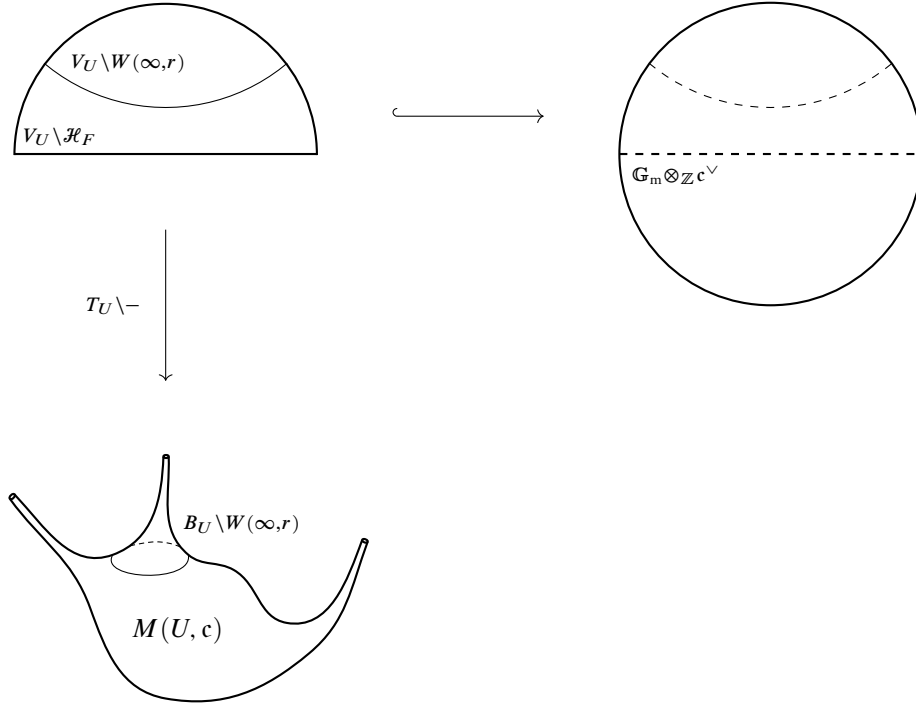 V_U\W(∞,r)
V_U\ℋ_F
𝔾_m⊗_ℤ 𝔠^∨
T_U\−
B_U\W(∞,r)
M(U, 𝔠)